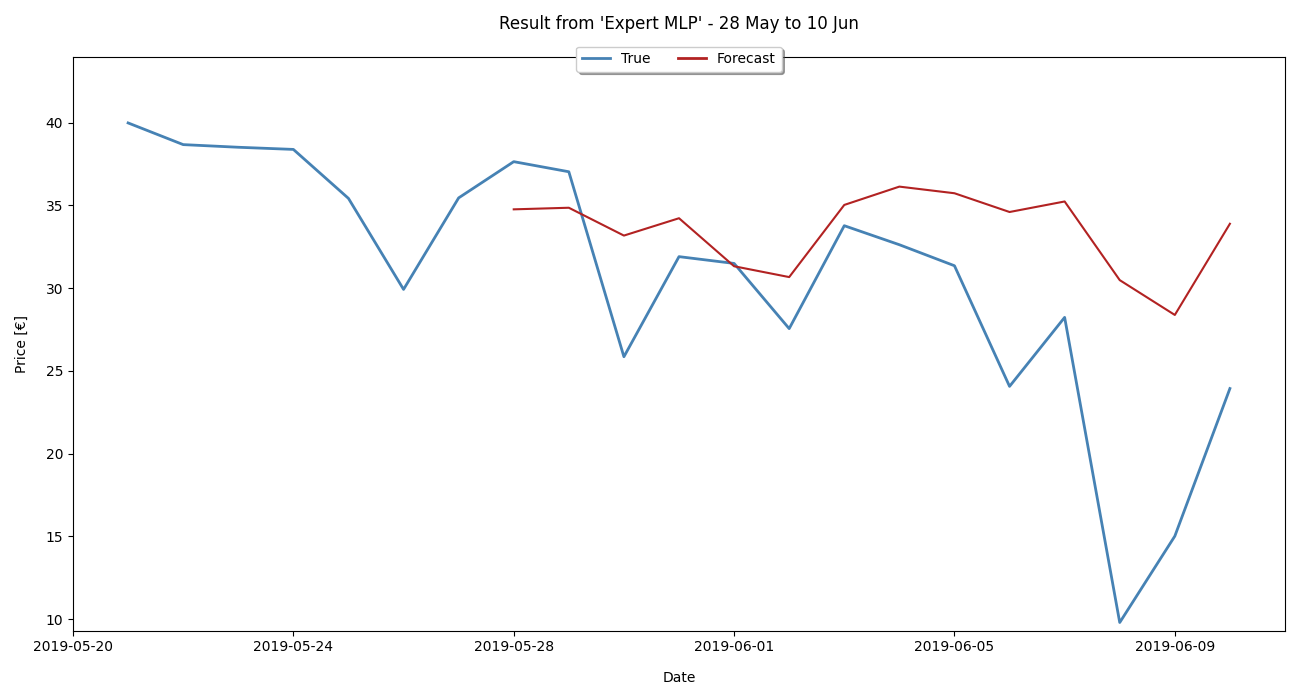 Result from 'Expert MLP' - 28 May to 10 Jun
True Forecast
40
35
30
25
20
15
10
Price [€]
2019-05-20 2019-05-24 2019-05-28 2019-06-01 2019-06-05 2019-06-09
Date